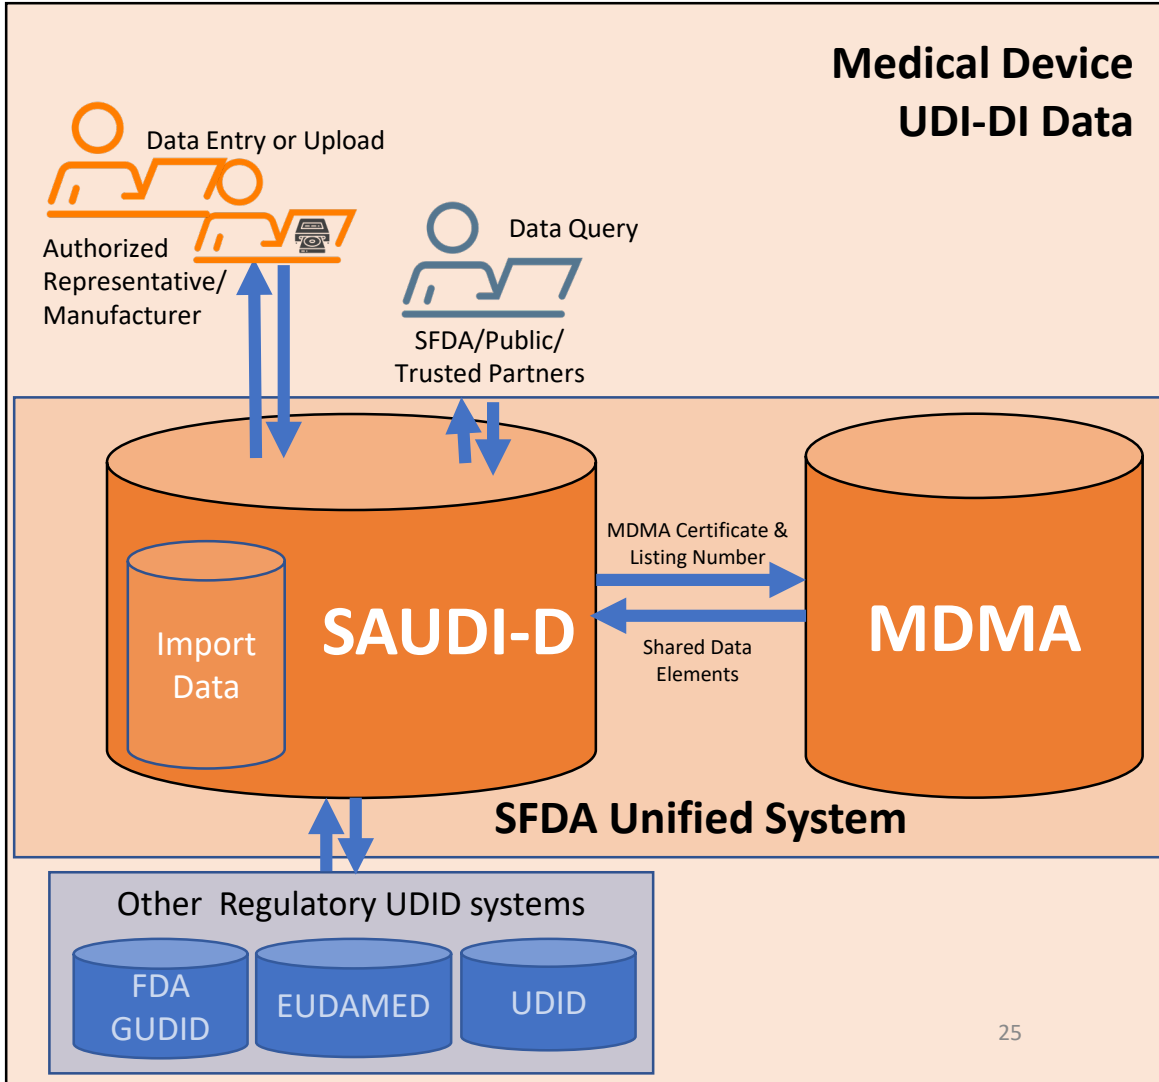 Medical Device
UDI-DI Data
Data Entry or Upload
Authorized
Representative/
Manufacturer
Data Query
SFDA/Public/
Trusted Partners
MDMA Certificate &
Listing Number
SAUDI-D
MDMA
Import
Data
Shared Data
Elements
SFDA Unified System
Other Regulatory UDID systems
FDA
GUDID
EUDAMED
UDID
25